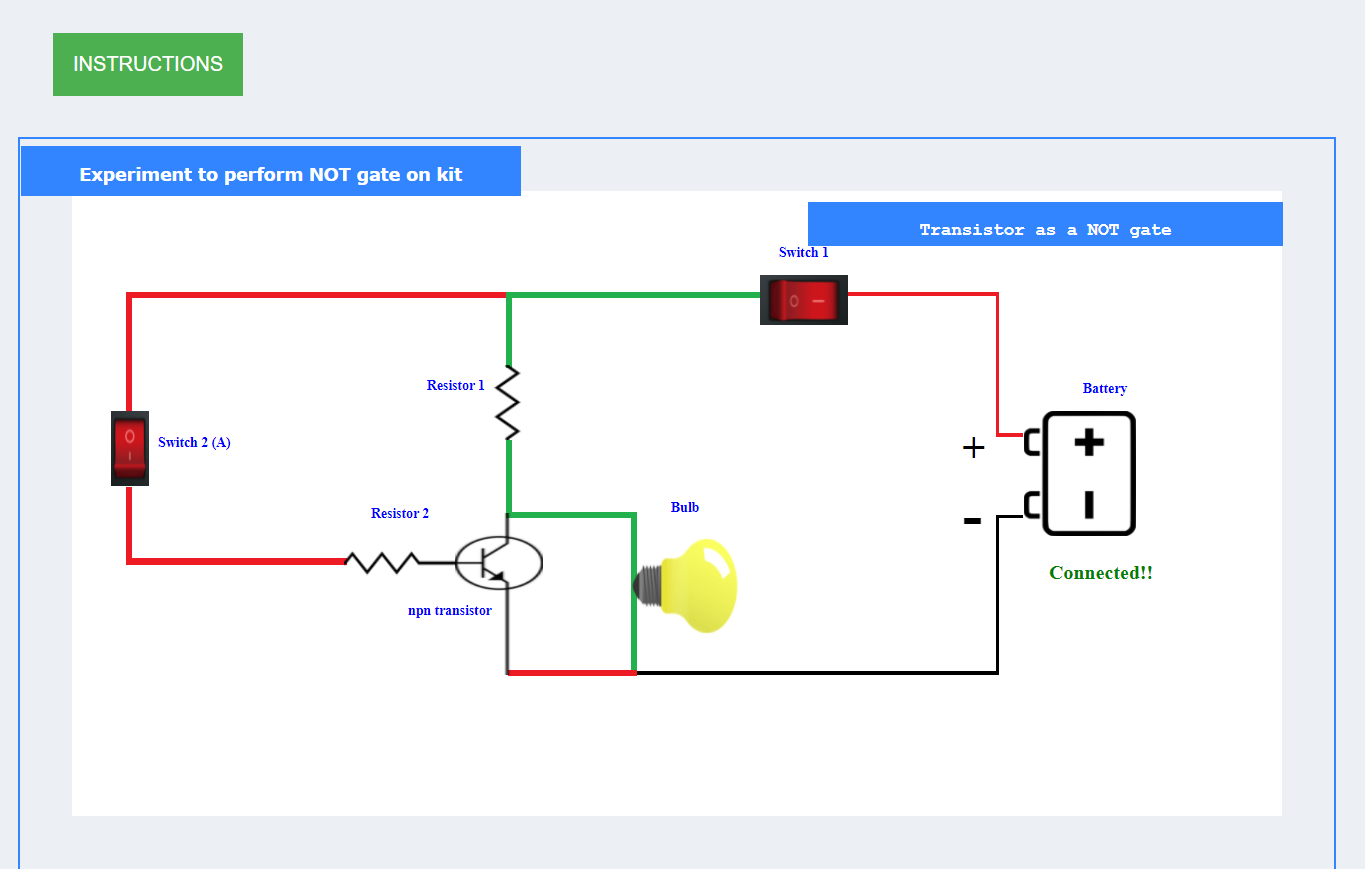 INSTRUCTIONS
Experiment to perform NOT gate on kit
Transistor as a NOT gate
Switch 1
Resistor 1
Battery
Switch 2 (A)
+
-
Resistor 2
Bulb
Connected!!
npn transistor